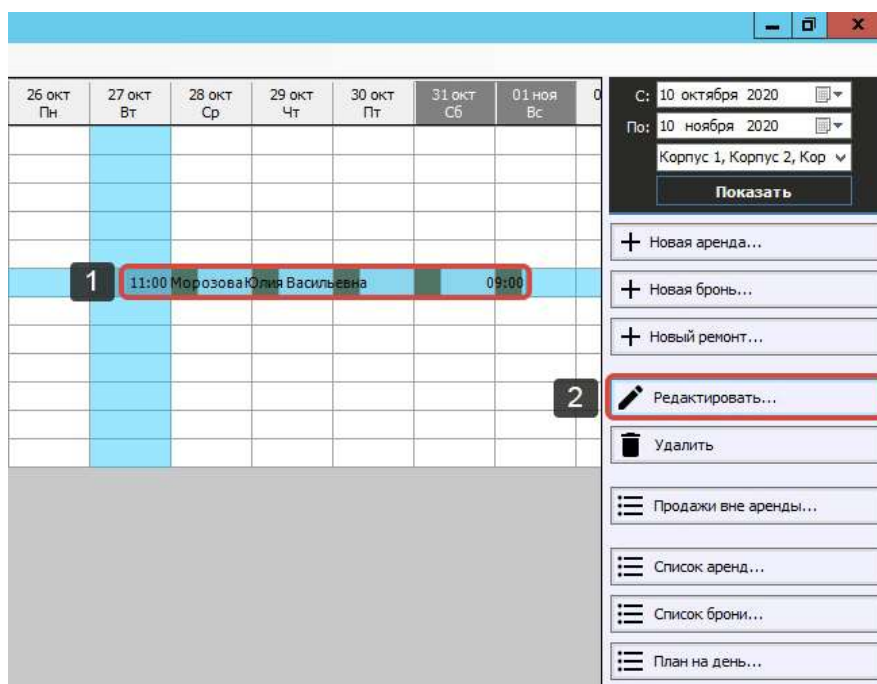 26 окт 27 окт 28 окт 29 окт 30 окт 31 окт 01 ноя 0
Пн Вт Ср Чт Пт Сб Вс
С: 10 октября 2020
По: 10 ноября 2020
Корпус 1, Корпус 2, Кор
Показать
Новая аренда...
1 11:00 Морозова Юлия Васильевна 09:00
Новая бронь...
Новый ремонт...
2 Редактировать...
Удалить
Продажи вне аренды...
Список аренд...
Список брони...
План на день...